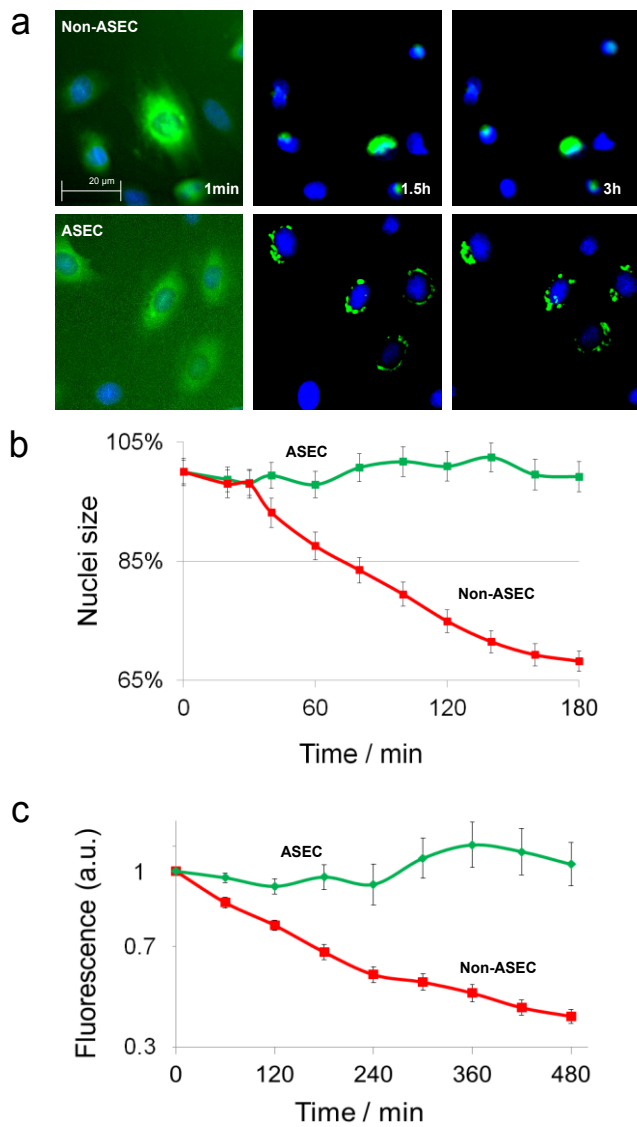 a
Non-ASEC
20 µm
1min
1.5h
3h
ASEC
b
105%
85%
65%
Nuclei size
ASEC
Non-ASEC
0 60 120 180
Time / min
c
1
0.7
0.3
Fluorescence (a.u.)
ASEC
Non-ASEC
0 120 240 360 480
Time / min